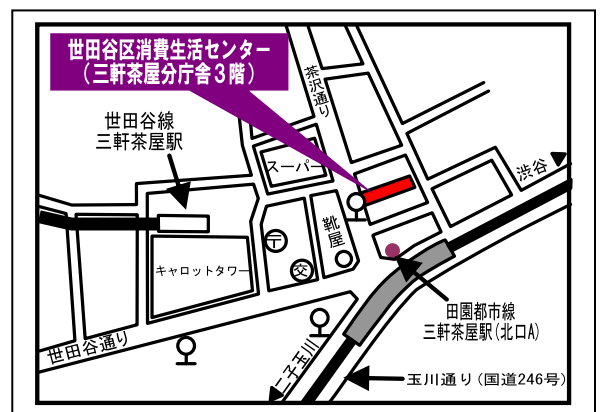 世田谷区消費生活センター
（三軒茶屋分庁舎３階）
茶沢通り
世田谷線
三軒茶屋駅
スーパー
渋谷
靴屋
〒
交
キャロットタワー
田園都市線
三軒茶屋駅(北口A)
世田谷通り
二子玉川
玉川通り(国道246号)